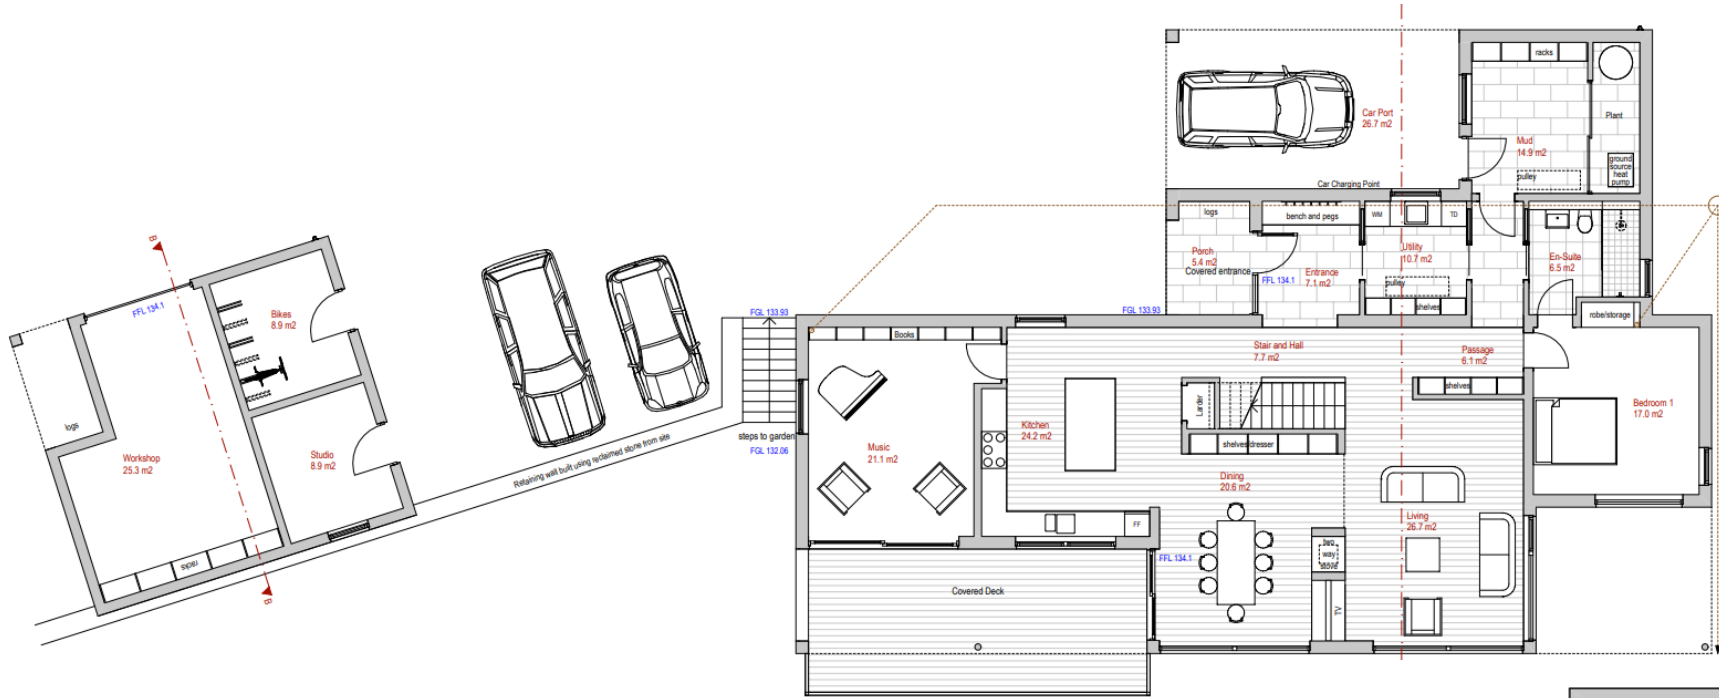 B
FFL 134.1
Bikes
8.9 m2
logs
Workshop
25.3 m2
Studio
8.9 m2
racks
B
Retaining wall built using reclaimed stone from site
FGL 133.93
steps to garden
FGL 132.06
Books
Music
21.1 m2
Covered Deck
Kitchen
24.2 m2
FF
Larder
shelves/dresser
Dining
20.6 m2
FFL 134.1
two
way
stove
TV
Living
26.7 m2
Stair and Hall
7.7 m2
Passage
6.1 m2
shelves
Bedroom 1
17.0 m2
robe/storage
En-Suite
6.5 m2
Car Port
26.7 m2
Car Charging Point
racks
Mud
14.9 m2
pulley
Plant
ground
source
heat
pump
logs
Porch
5.4 m2
Covered entrance
FGL 133.93
bench and pegs
Entrance
7.1 m2
FFL 134.1
WM
TD
Utility
10.7 m2
pulley
shelves